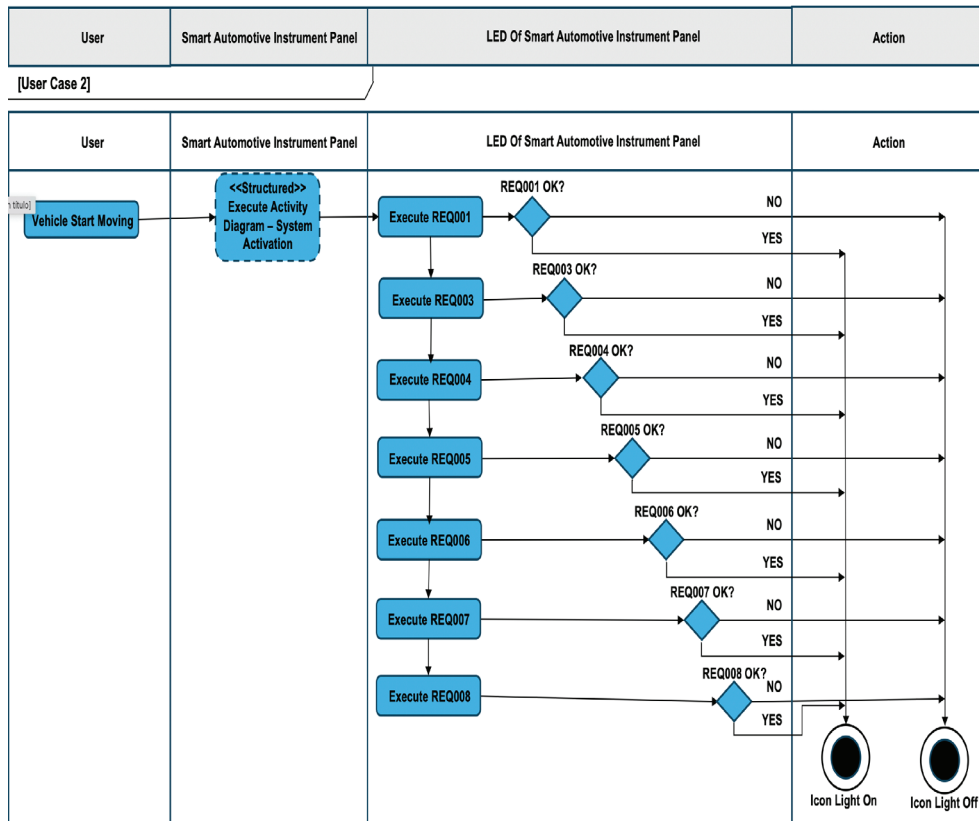 User
Smart Automotive Instrument Panel
LED Of Smart Automotive Instrument Panel
Action
[User Case 2]
User
Smart Automotive Instrument Panel
LED Of Smart Automotive Instrument Panel
Action
título]
Vehicle Start Moving
<<Structured>>
Execute Activity
Diagram – System
Activation
Execute REQ001
REQ001 OK?
NO
YES
Execute REQ003
REQ003 OK?
NO
YES
Execute REQ004
REQ004 OK?
NO
YES
Execute REQ005
REQ005 OK?
NO
YES
Execute REQ006
REQ006 OK?
NO
YES
Execute REQ007
REQ007 OK?
NO
YES
Execute REQ008
REQ008 OK?
NO
YES
Icon Light On
Icon Light Off